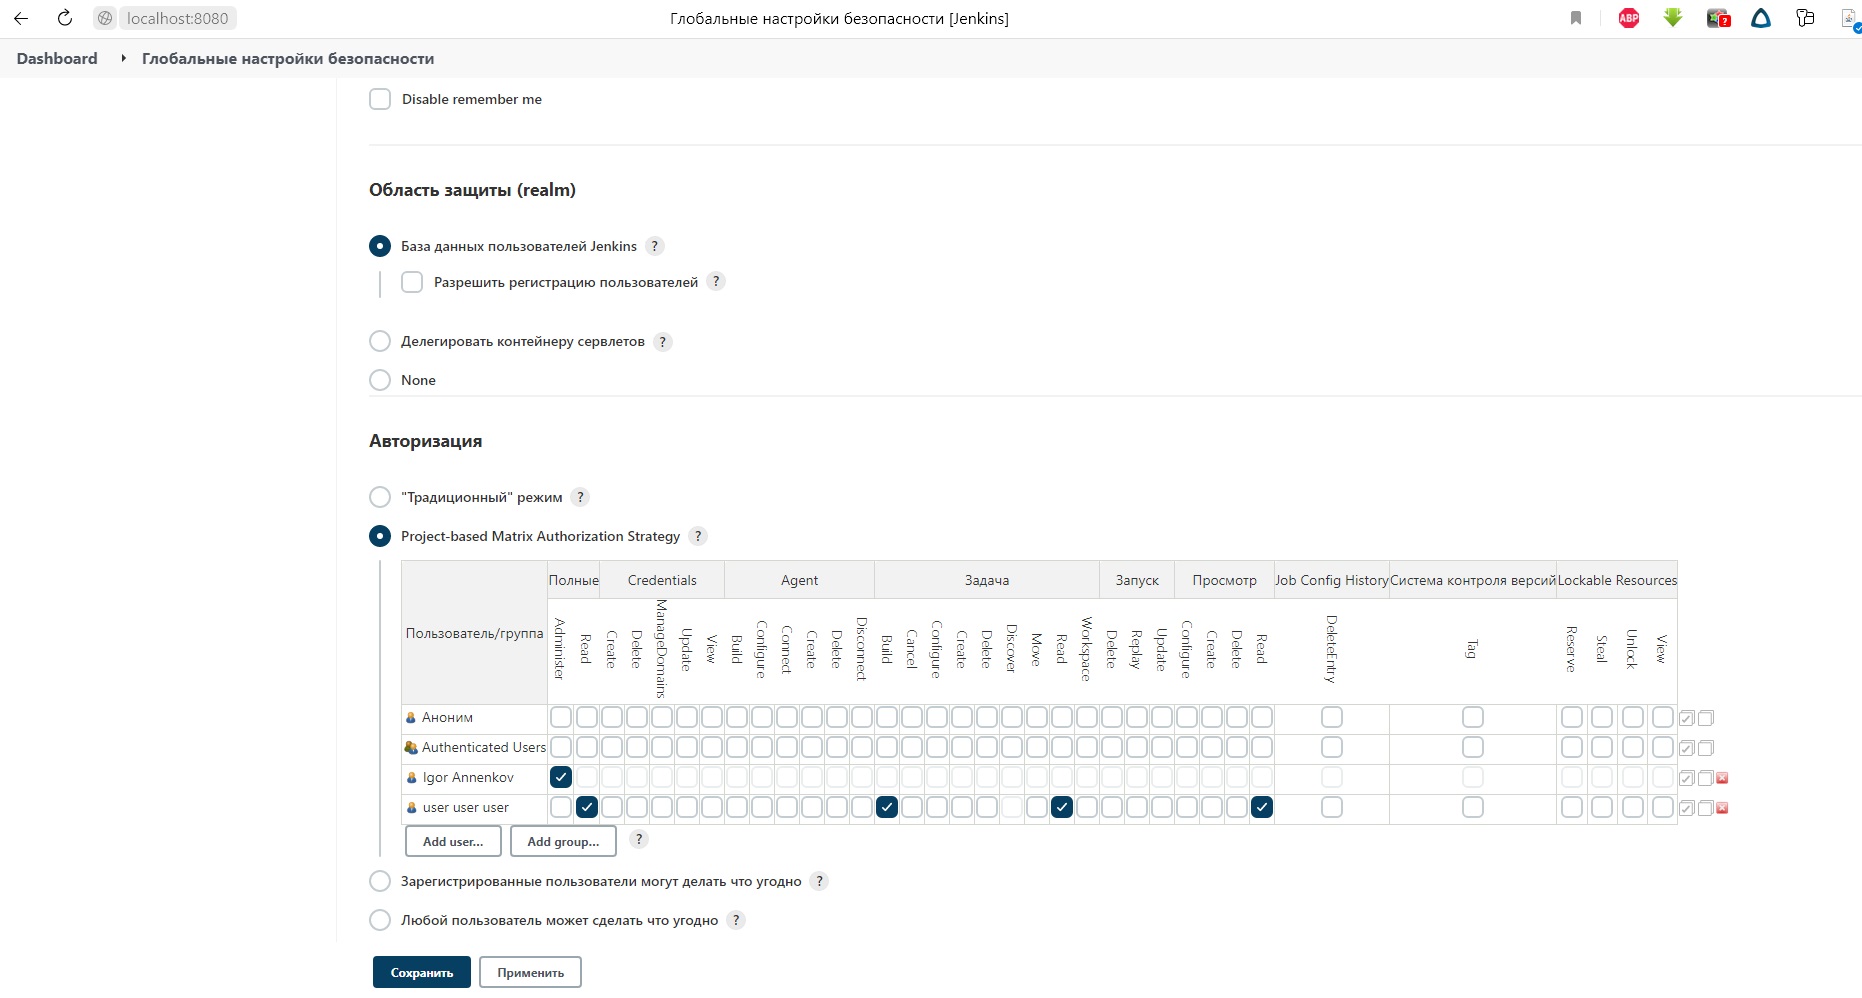 localhost:8080
Глобальные настройки безопасности [Jenkins]
ABP
?
Dashboard
Глобальные настройки безопасности
Disable remember me
Область защиты (realm)
База данных пользователей Jenkins ?
Разрешить регистрацию пользователей ?
Делегировать контейнеру сервлетов ?
None
Авторизация
"Традиционный" режим ?
Project-based Matrix Authorization Strategy ?
Пользователь/группа
Полные Credentials Agent Задача Запуск Просмотр Job Config History Система контроля версий Lockable Resources
Administer Read Create Delete ManageDomains Update View Build Configure Connect Create Delete Disconnect Build Cancel Configure Create Delete Discover Move Read Workspace Delete Replay Update Configure Create Delete Read DeleteEntry Tag Reserve Steal Unlock View
Аноним
Authenticated Users
Igor Annenkov
user user user
Add user... Add group... ?
Зарегистрированные пользователи могут делать что угодно ?
Любой пользователь может сделать что угодно ?
Сохранить Применить